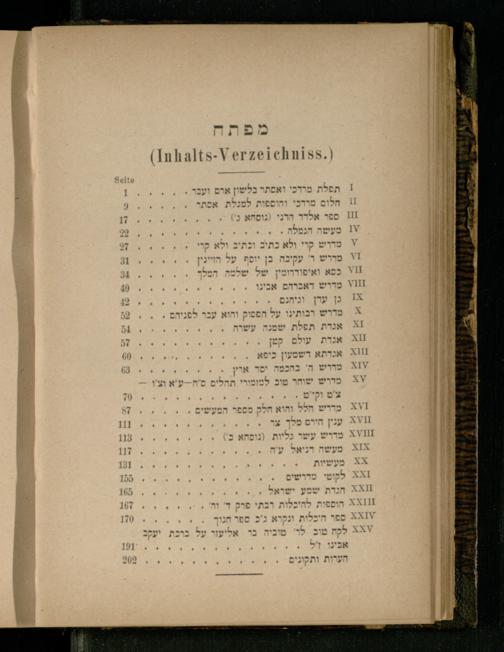 מפתח
(Inhalts-Verzeichniss.)
Seite
I תפלת מרדכי ואסתר בלשון ארם ועבר . . . . . 1
II חלום מרדכי והוספות למגלת אסתר . . . . . 9
III ספר אלדד הדני (נוסחא ג׳) . . . . . . . . 17
IV מעשה הנמלה . . . . . . . . . . . . . 22
V מדרש קרי ולא כתיב וכתיב ולא קרי . . . . . 27
VI מדרש ר׳ עקיבה בן יוסף על הזיינין . . . . . 31
VII כסא ואיפודרומין של שלמה המלך . . . . . 34
VIII מדרש דאברהם אבינו . . . . . . . . . . 40
IX גן עדן וגיהנם . . . . . . . . . . . . 42
X מדרש רבותינו על הפסוק והוא עבר לפניהם . . . 52
XI אגדת תפלת שמנה עשרה . . . . . . . . . 54
XII אגדת עולם קטן . . . . . . . . . . . . 57
XIII אגדתא דשמעון כיפא . . . . . . . . . . 60
XIV מדרש ה׳ בחכמה יסד ארץ . . . . . . . . 63
XV מדרש שוחר טוב למזמורי תהלים ס״ח—ע״א וצ״ו —
צ״ט וקי״ט . . . . . . . . . . . . . . 70
XVI מדרש הלל והוא חלק מספר המעשים . . . . . 87
XVII ענין חירם מלך צר . . . . . . . . . . . 111
XVIII מדרש עשר גליות (נוסחא ב׳) . . . . . . . 113
XIX מעשה דניאל ע״ה . . . . . . . . . . . 117
XX מעשיות . . . . . . . . . . . . . . . 131
XXI לקוטי מדרשים . . . . . . . . . . . . 155
XXII הגדת שמע ישראל . . . . . . . . . . . 165
XXIII הוספות להיכלות רבתי פרק ד׳ וה׳ . . . . . . 167
XXIV ספר היכלות ונקרא ג״כ ספר חנוך . . . . . . 170
XXV לקח טוב לר׳ טוביה בר אליעזר על ברכת יעקב
אבינו ז״ל . . . . . . . . . . . . . . 191
הערות ותקונים . . . . . . . . . . . . 202